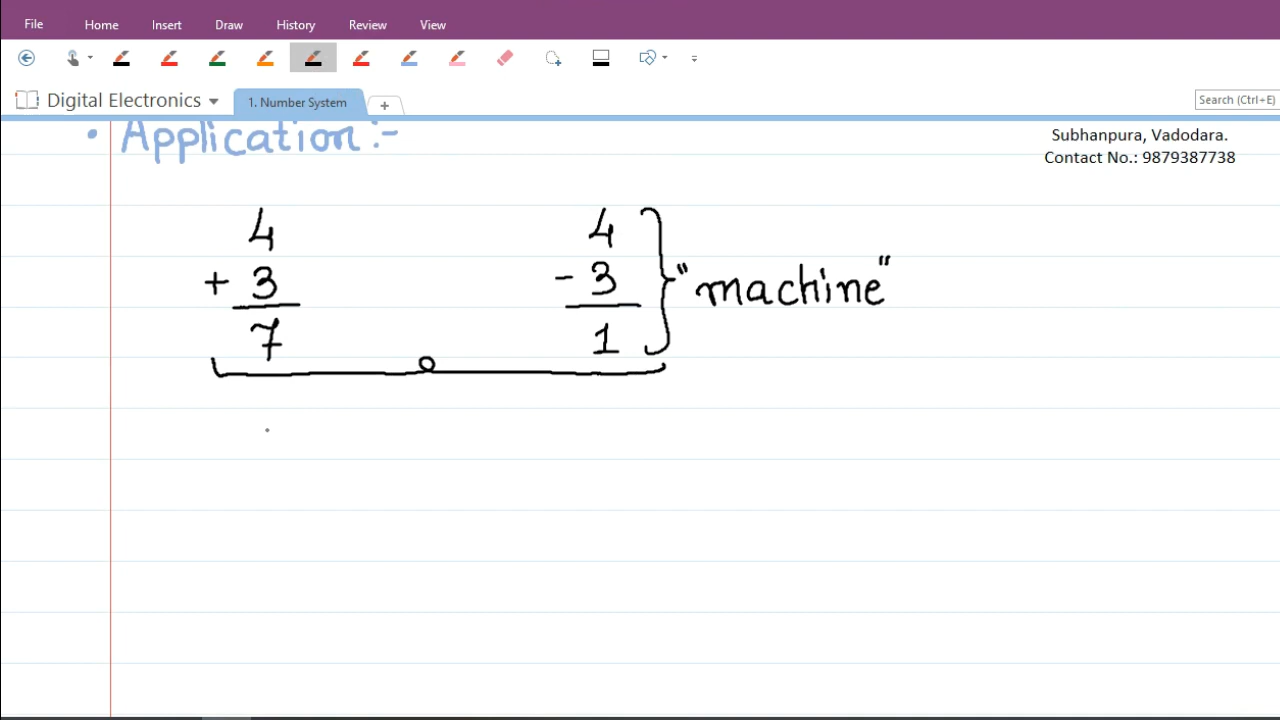 File Home Insert Draw History Review View
Digital Electronics 1. Number System + Search (Ctrl+E)
• Application :-
Subhanpura, Vadodara.
Contact No.: 9879387738
4 4
+ 3 - 3 "machine"
7 1